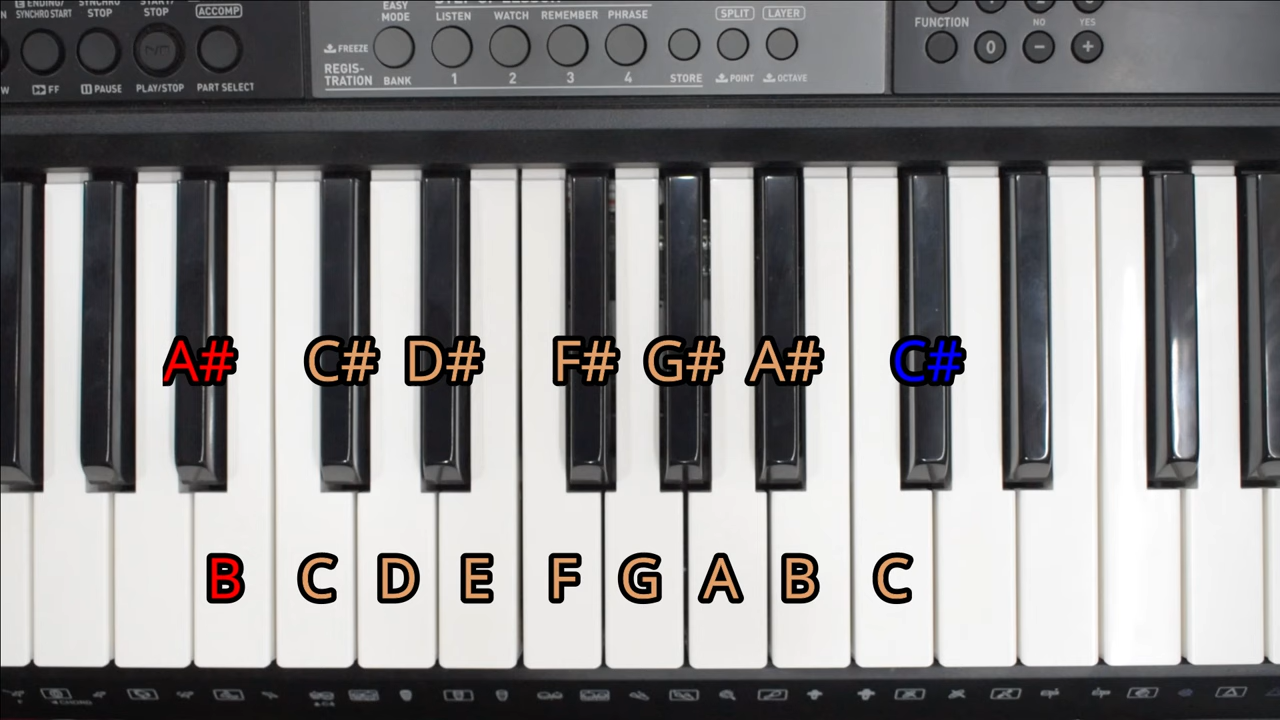 ENDING/ SYNCHRO START/ EASY
SYNCHRO START STOP STOP ACCOMP MODE LISTEN WATCH REMEMBER PHRASE SPLIT LAYER FUNCTION NO YES
FREEZE 0 − +
REGIS-
TRATION BANK 1 2 3 4 STORE POINT OCTAVE
FF PAUSE PLAY/STOP PART SELECT
A# C# D# F# G# A# C#
B C D E F G A B C